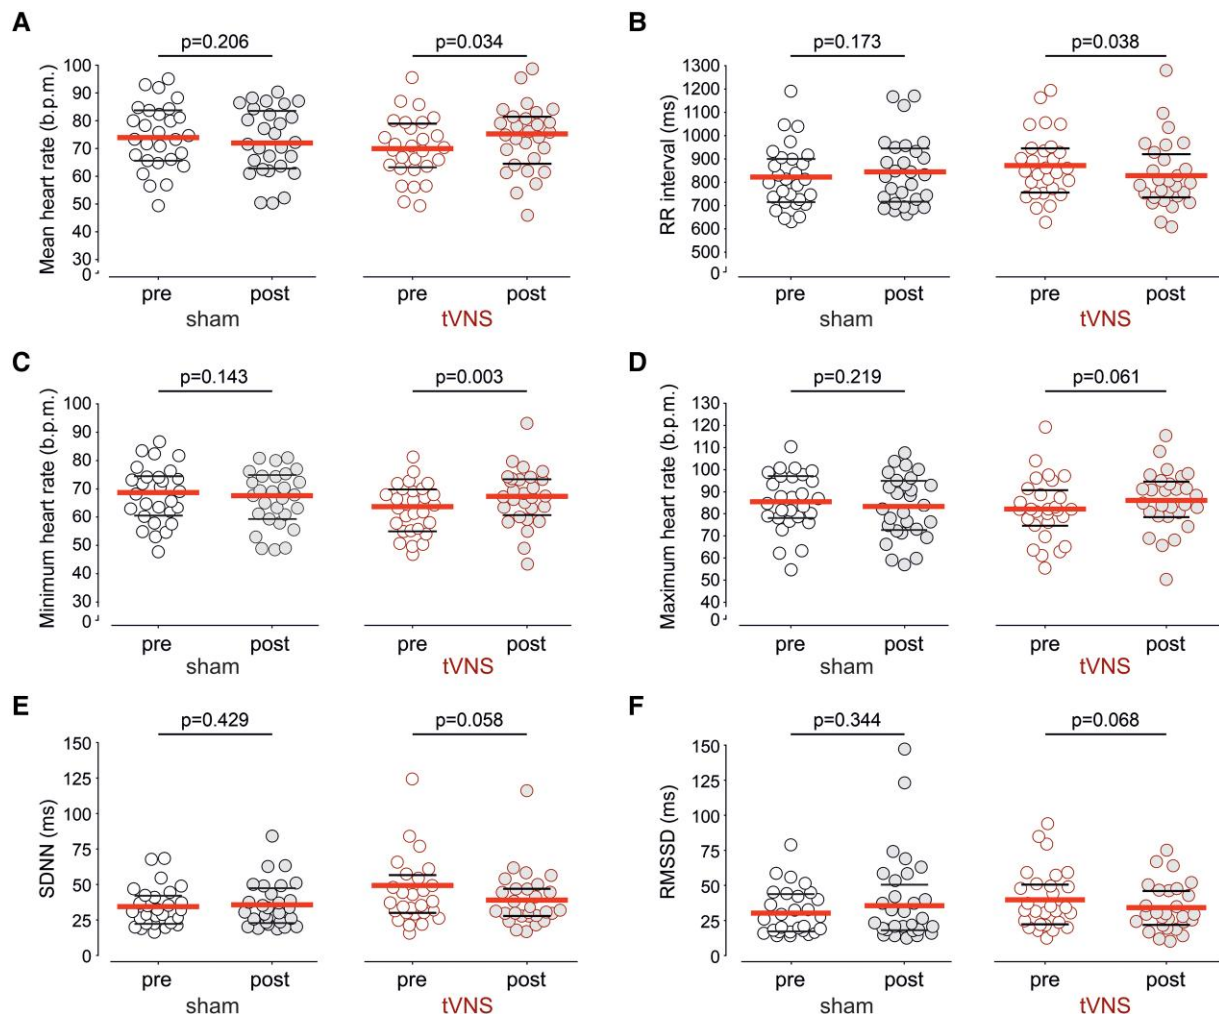 A
p=0.206
p=0.034
Mean heart rate (b.p.m.)
100
90
80
70
60
50
40
30
0
pre
post
pre
post
sham
tVNS
B
p=0.173
p=0.038
RR interval (ms)
1300
1200
1100
1000
900
800
700
600
500
0
pre
post
pre
post
sham
tVNS
C
p=0.143
p=0.003
Minimum heart rate (b.p.m.)
100
90
80
70
60
50
40
30
0
pre
post
pre
post
sham
tVNS
D
p=0.219
p=0.061
Maximum heart rate (b.p.m.)
130
120
110
100
90
80
70
60
50
40
0
pre
post
pre
post
sham
tVNS
E
p=0.429
p=0.058
SDNN (ms)
150
125
100
75
50
25
0
pre
post
pre
post
sham
tVNS
F
p=0.344
p=0.068
RMSSD (ms)
150
125
100
75
50
25
0
pre
post
pre
post
sham
tVNS